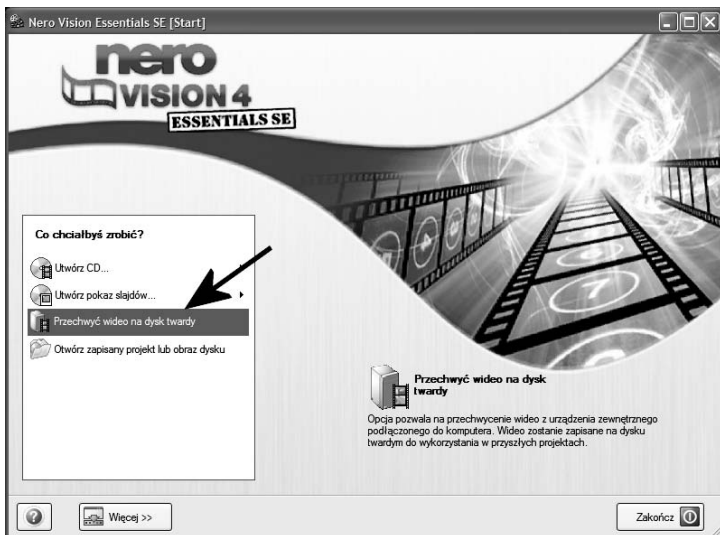 Nero Vision Essentials SE [Start]
nero
VISION 4
ESSENTIALS SE
Co chciałbyś zrobić?
Utwórz CD...
Utwórz pokaz slajdów...
Przechwyć wideo na dysk twardy
Otwórz zapisany projekt lub obraz dysku
Przechwyć wideo na dysk
twardy
Opcja pozwala na przechwycenie wideo z urządzenia zewnętrznego
podłączonego do komputera. Wideo zostanie zapisane na dysku
twardym do wykorzystania w przyszłych projektach.
Więcej >>
Zakończ